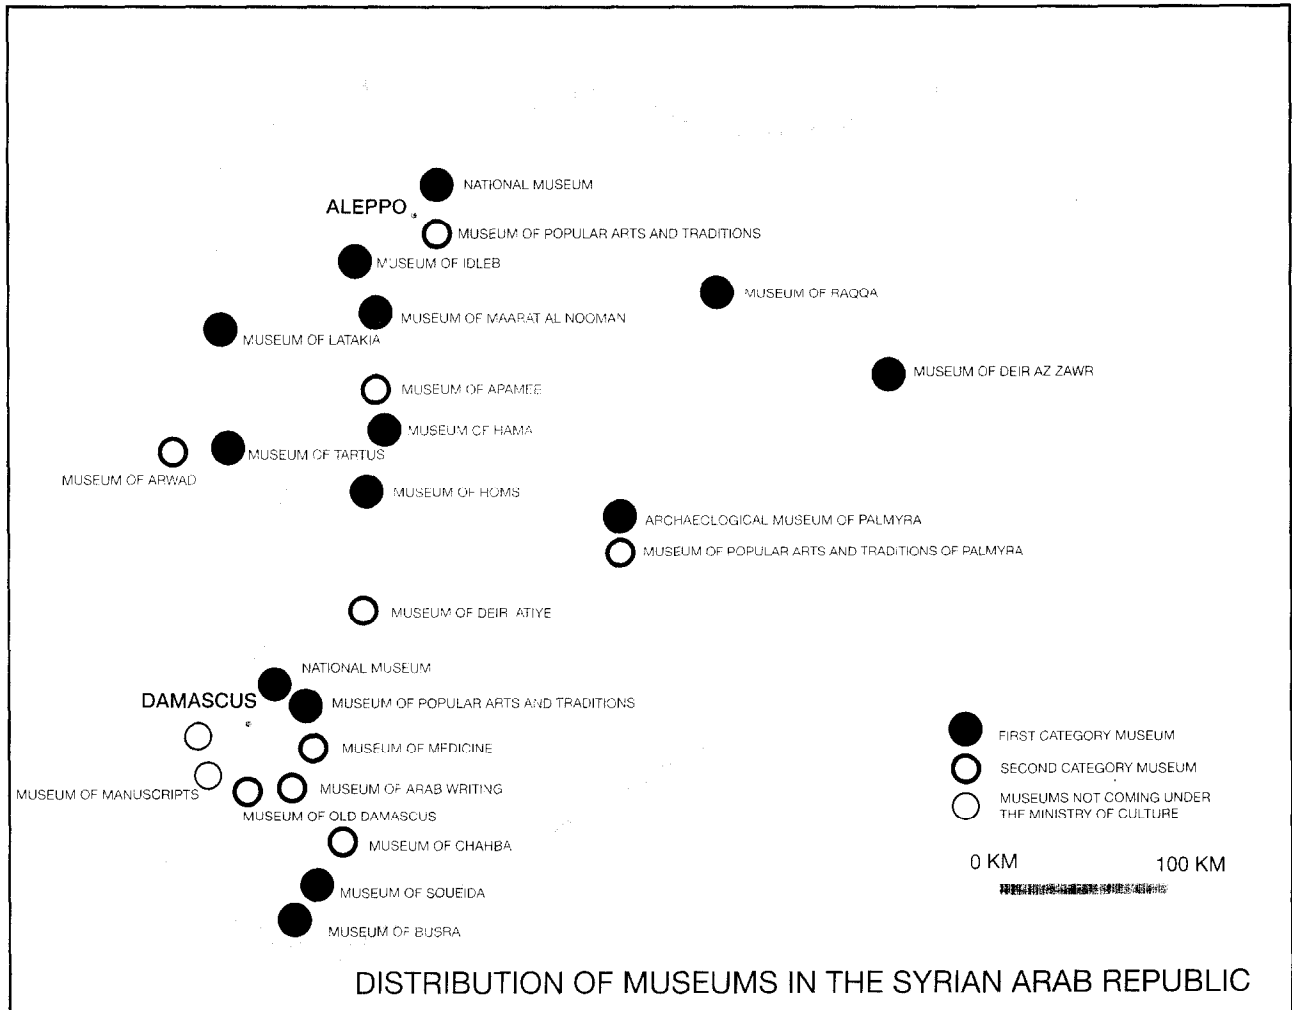 NATIONAL MUSEUM
ALEPPO
MUSEUM OF POPULAR ARTS AND TRADITIONS
MUSEUM OF IDLEB
MUSEUM OF RAQQA
MUSEUM OF MAARAT AL NOOMAN
MUSEUM OF LATAKIA
MUSEUM OF DEIR AZ ZAWR
MUSEUM OF APAMEE
MUSEUM OF HAMA
MUSEUM OF TARTUS
MUSEUM OF ARWAD
MUSEUM OF HOMS
ARCHAEOLOGICAL MUSEUM OF PALMYRA
MUSEUM OF POPULAR ARTS AND TRADITIONS OF PALMYRA
MUSEUM OF DEIR ATIYE
NATIONAL MUSEUM
DAMASCUS
MUSEUM OF POPULAR ARTS AND TRADITIONS
MUSEUM OF MEDICINE
MUSEUM OF ARAB WRITING
MUSEUM OF MANUSCRIPTS
MUSEUM OF OLD DAMASCUS
MUSEUM OF CHAHBA
MUSEUM OF SOUEIDA
MUSEUM OF BUSRA
FIRST CATEGORY MUSEUM
SECOND CATEGORY MUSEUM
MUSEUMS NOT COMING UNDER
THE MINISTRY OF CULTURE
0 KM 100 KM
DISTRIBUTION OF MUSEUMS IN THE SYRIAN ARAB REPUBLIC